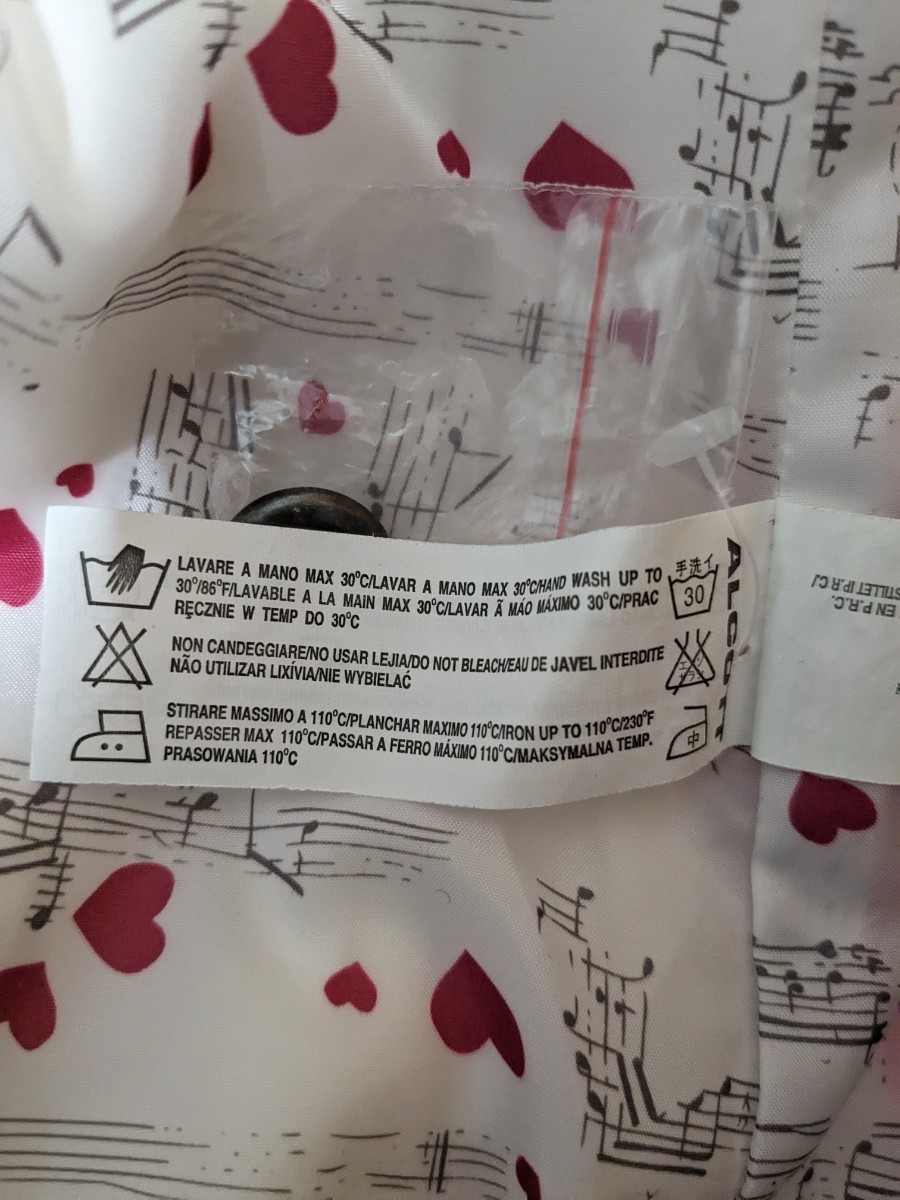 LAVARE A MANO MAX 30°C/LAVAR A MANO MAX 30°C/HAND WASH UP TO
30°/86°F/LAVABLE A LA MAIN MAX 30°C/LAVAR Ã MÁO MÁXIMO 30°C/PRAC
RĘCZNIE W TEMP DO 30°C
手洗イ
30
NON CANDEGGIARE/NO USAR LEJIA/DO NOT BLEACH/EAU DE JAVEL INTERDITE
NÃO UTILIZAR LIXÍVIA/NIE WYBIELAĆ
STIRARE MASSIMO A 110°C/PLANCHAR MAXIMO 110°C/IRON UP TO 110°C/230°F
REPASSER MAX 110°C/PASSAR A FERRO MÁXIMO 110°C/MAKSYMALNA TEMP.
PRASOWANIA 110°C
中
ALCOTT
EN P.R.C.